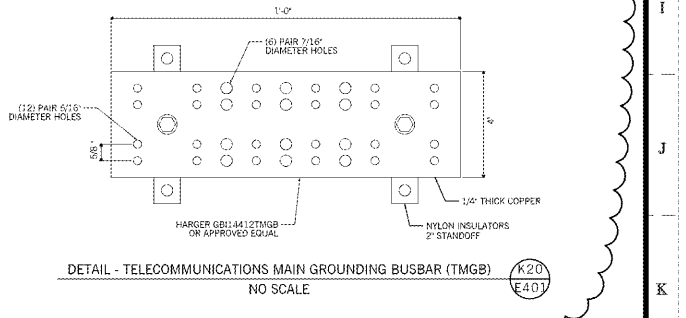 1'-0"
I
(6) PAIR 7/16"
DIAMETER HOLES
(12) PAIR 5/16"
DIAMETER HOLES
4"
5/8"
J
1/4" THICK COPPER
HARGER GBI14412TMGB
OR APPROVED EQUAL
NYLON INSULATORS
2" STANDOFF
DETAIL - TELECOMMUNICATIONS MAIN GROUNDING BUSBAR (TMGB)
K20
NO SCALE
E401
K